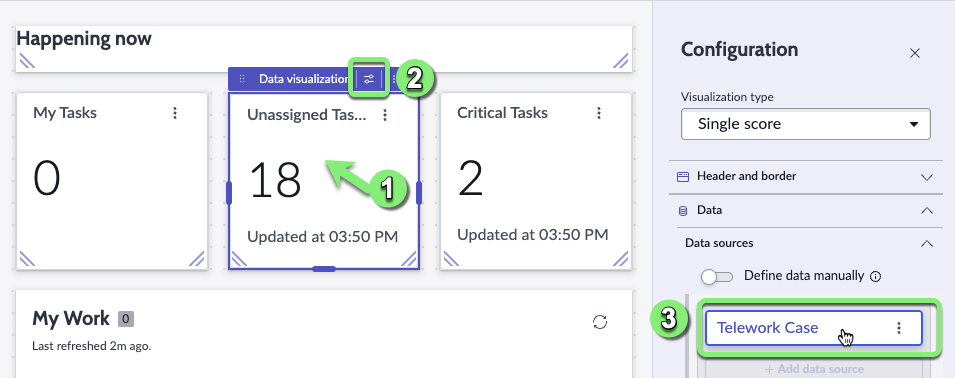 Happening now
Data visualization
2
My Tasks
0
Unassigned Tas...
18
1
Updated at 03:50 PM
Critical Tasks
2
Updated at 03:50 PM
My Work 0
Last refreshed 2m ago.
Configuration
Visualization type
Single score
Header and border
Data
Data sources
Define data manually
3
Telework Case
+ Add data source